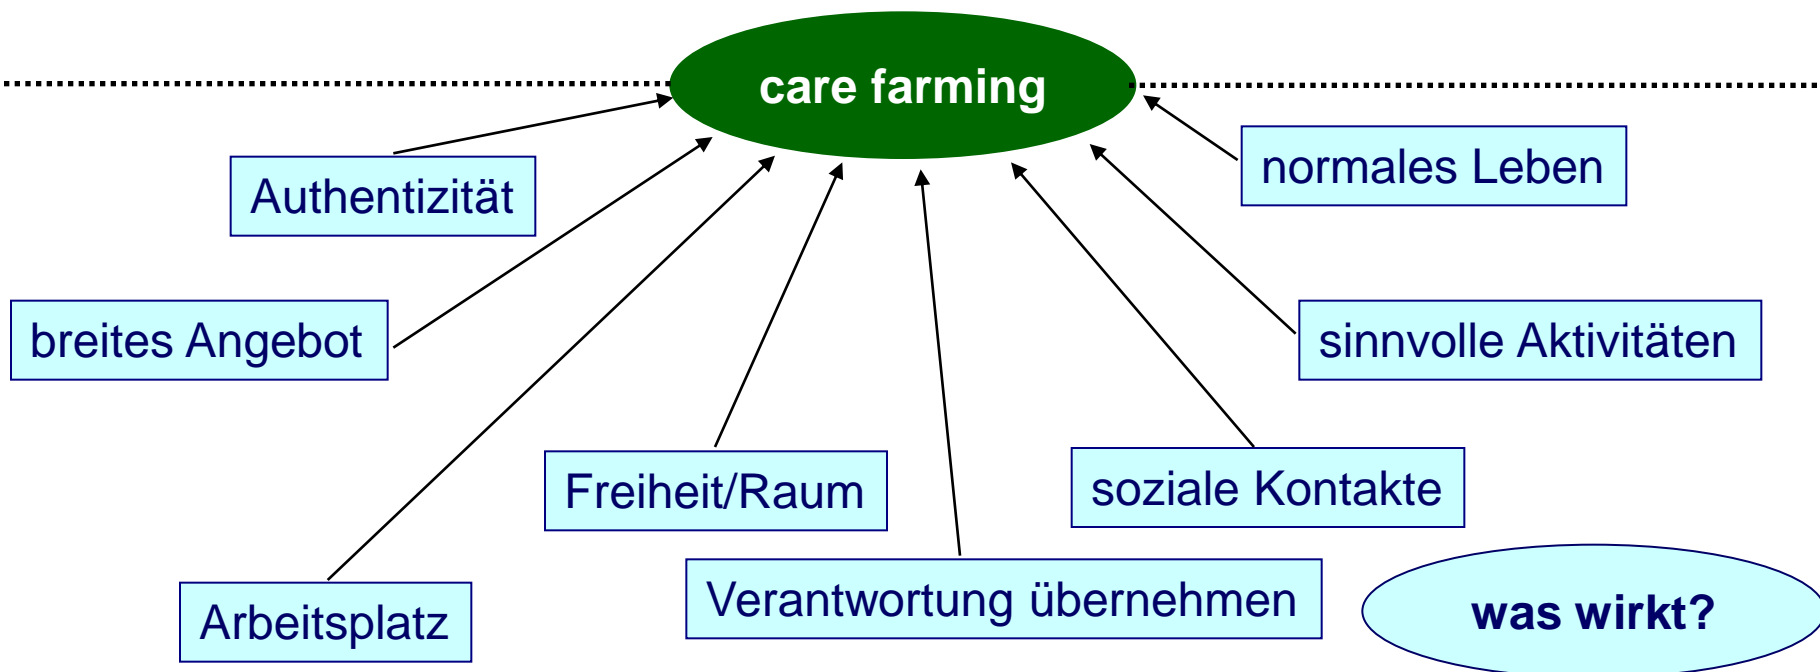 care farming
normales Leben
Authentizität
breites Angebot
sinnvolle Aktivitäten
Freiheit/Raum
soziale Kontakte
Verantwortung übernehmen
Arbeitsplatz
was wirkt?